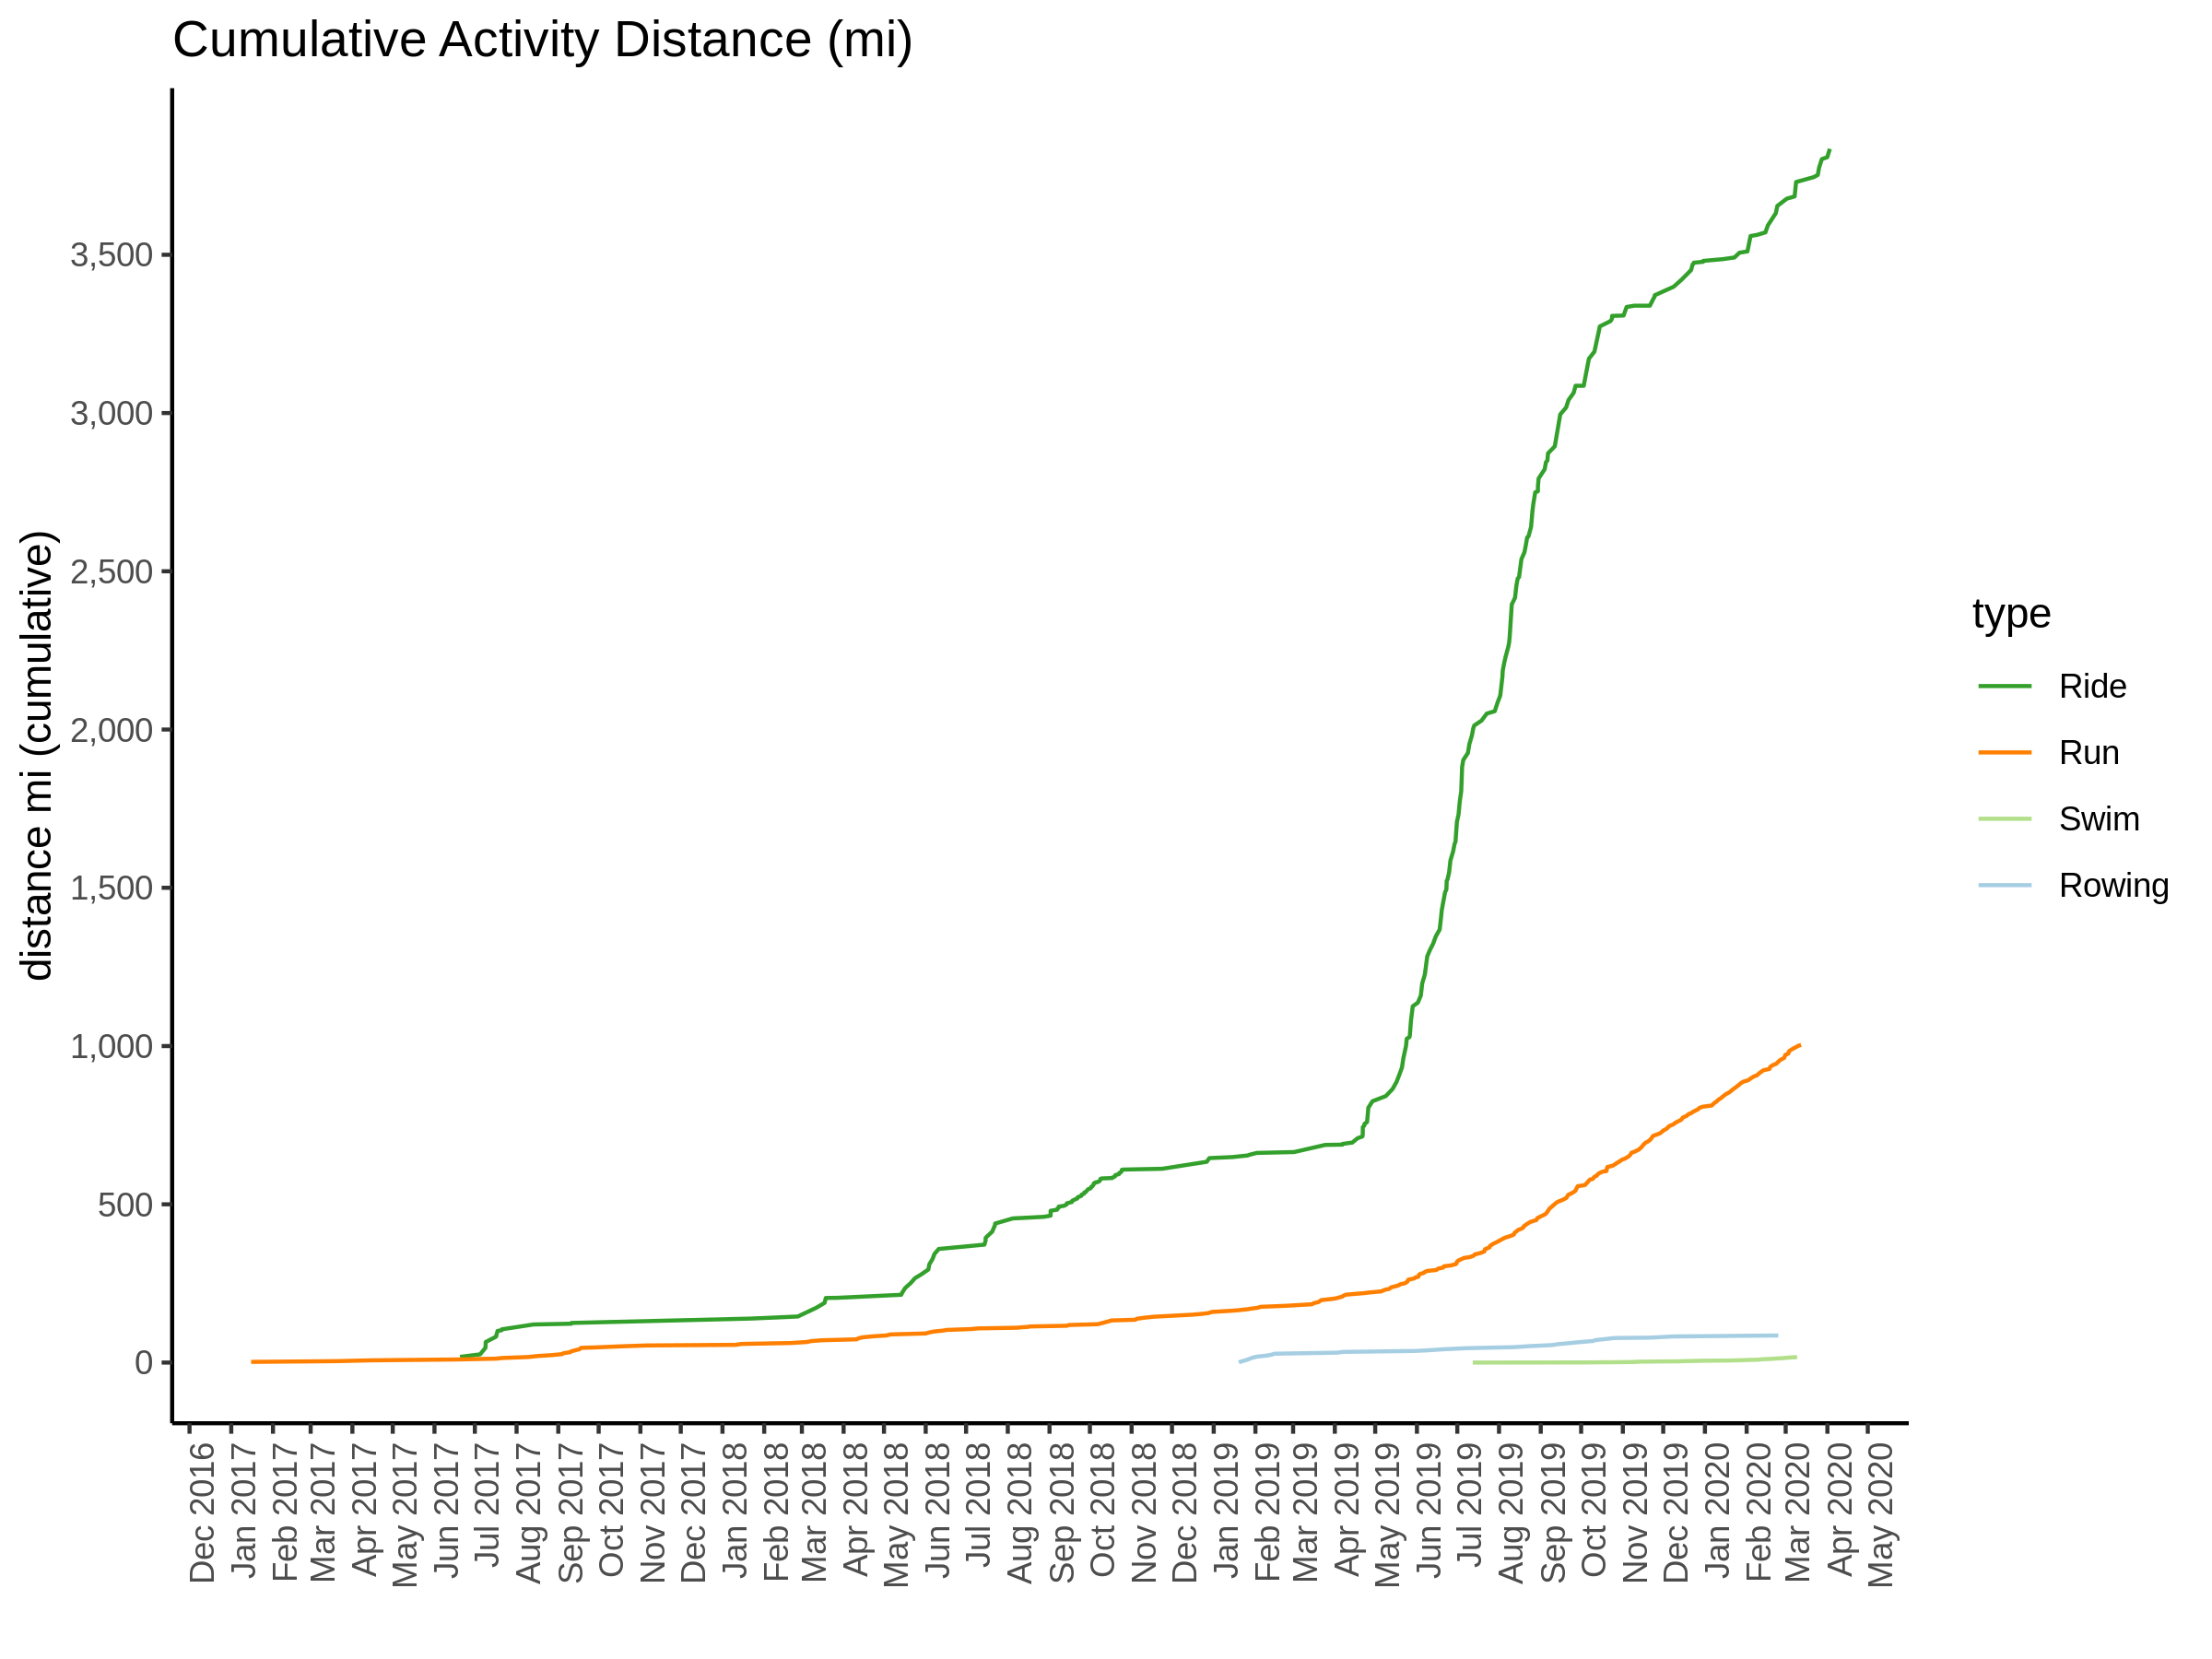 Cumulative Activity Distance (mi)
distance mi (cumulative)
3,500
3,000
2,500
2,000
1,500
1,000
500
0
Dec 2016
Jan 2017
Feb 2017
Mar 2017
Apr 2017
May 2017
Jun 2017
Jul 2017
Aug 2017
Sep 2017
Oct 2017
Nov 2017
Dec 2017
Jan 2018
Feb 2018
Mar 2018
Apr 2018
May 2018
Jun 2018
Jul 2018
Aug 2018
Sep 2018
Oct 2018
Nov 2018
Dec 2018
Jan 2019
Feb 2019
Mar 2019
Apr 2019
May 2019
Jun 2019
Jul 2019
Aug 2019
Sep 2019
Oct 2019
Nov 2019
Dec 2019
Jan 2020
Feb 2020
Mar 2020
Apr 2020
May 2020
type
Ride
Run
Swim
Rowing